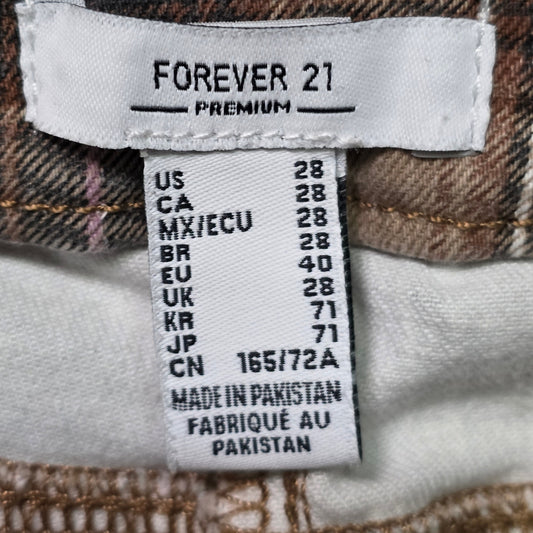 FOREVER 21
PREMIUM
US 28
CA 28
MX/ECU 28
BR 28
EU 40
UK 28
KR 71
JP 71
CN 165/72A
MADE IN PAKISTAN
FABRIQUÉ AU
PAKISTAN